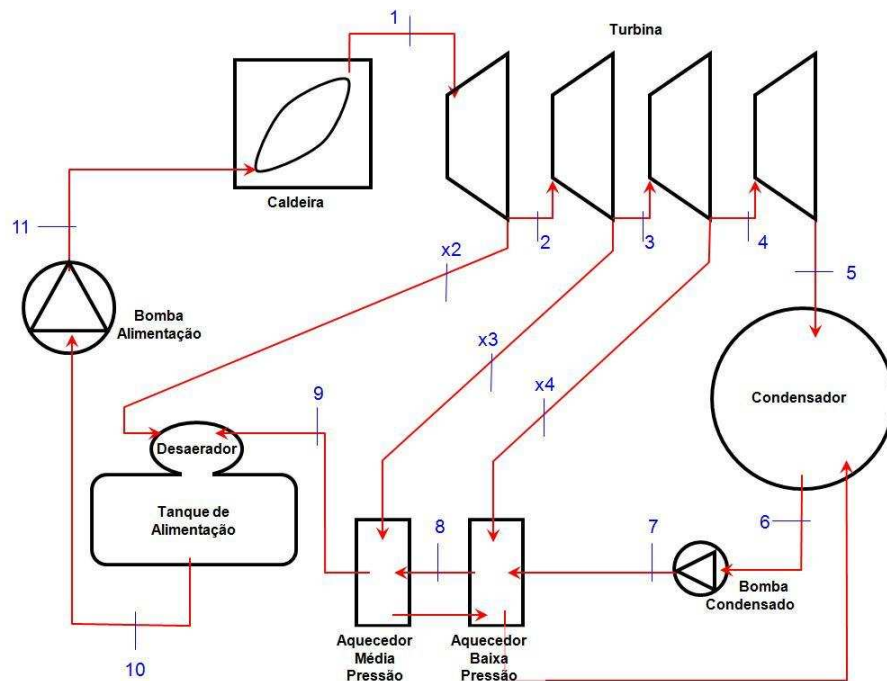 1
Turbina
Caldeira
11
x2
2
3
4
5
Bomba
Alimentação
x3
x4
9
Condensador
Desaerador
Tanque de
Alimentação
8
7
6
Bomba
Condensado
10
Aquecedor
Média
Pressão
Aquecedor
Baixa
Pressão